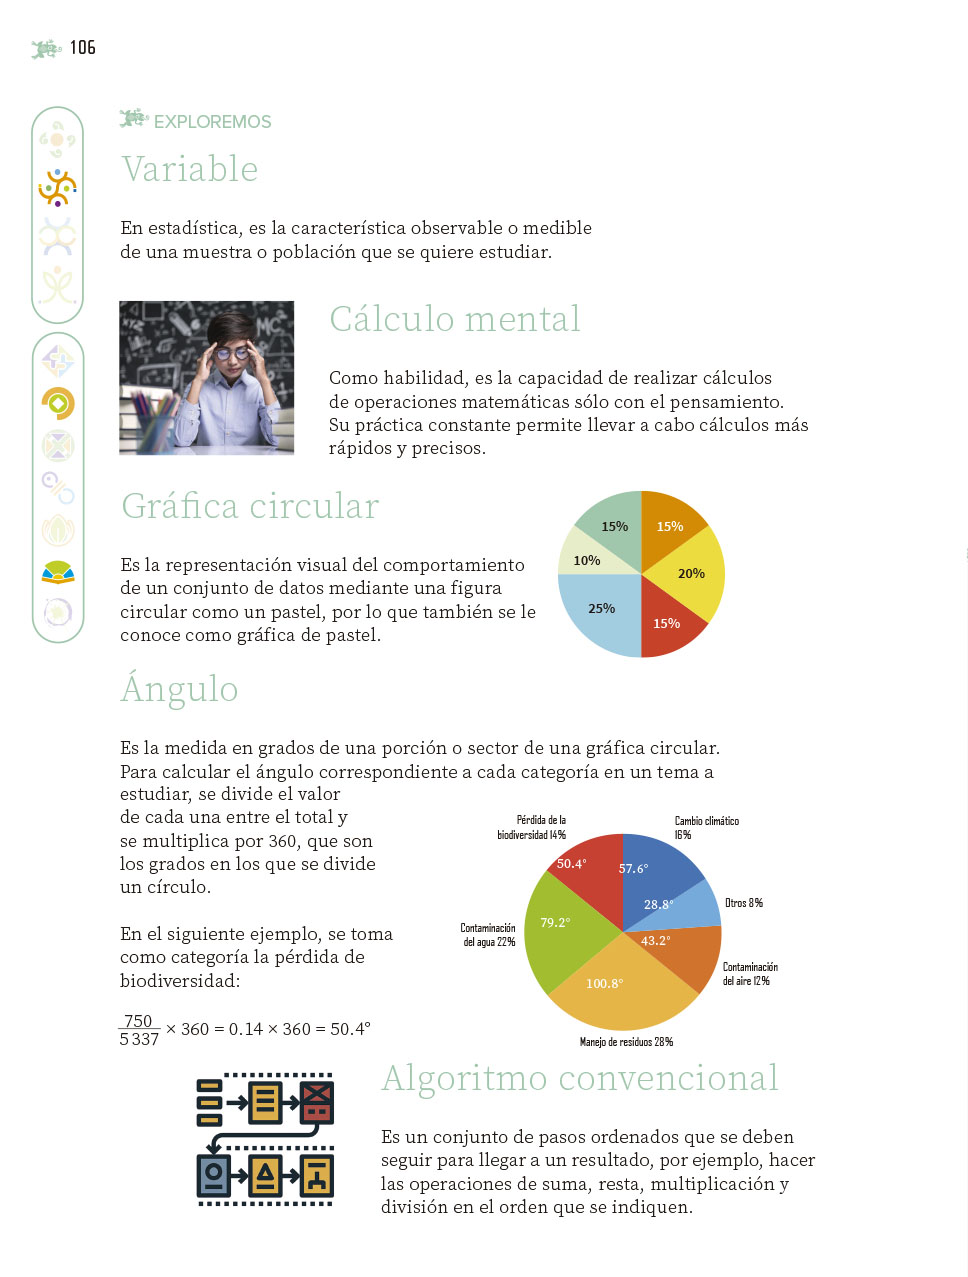 106
EXPLOREMOS
Variable
En estadística, es la característica observable o medible
de una muestra o población que se quiere estudiar.
Cálculo mental
Como habilidad, es la capacidad de realizar cálculos
de operaciones matemáticas sólo con el pensamiento.
Su práctica constante permite llevar a cabo cálculos más
rápidos y precisos.
Gráfica circular
Es la representación visual del comportamiento
de un conjunto de datos mediante una figura
circular como un pastel, por lo que también se le
conoce como gráfica de pastel.
15%
15%
10%
20%
25%
15%
Ángulo
Es la medida en grados de una porción o sector de una gráfica circular.
Para calcular el ángulo correspondiente a cada categoría en un tema a
estudiar, se divide el valor
de cada una entre el total y
se multiplica por 360, que son
los grados en los que se divide
un círculo.
En el siguiente ejemplo, se toma
como categoría la pérdida de
biodiversidad:
750
5 337
× 360 = 0.14 × 360 = 50.4°
Pérdida de la
biodiversidad 14%
Cambio climático
16%
50.4°
57.6°
28.8°
Otros 8%
79.2°
Contaminación
del agua 22%
43.2°
Contaminación
del aire 12%
100.8°
Manejo de residuos 28%
Algoritmo convencional
Es un conjunto de pasos ordenados que se deben
seguir para llegar a un resultado, por ejemplo, hacer
las operaciones de suma, resta, multiplicación y
división en el orden que se indiquen.